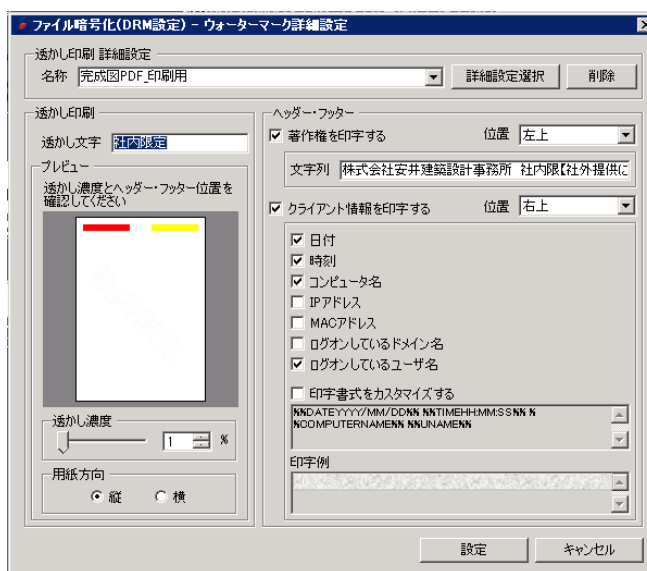 ファイル暗号化(DRM設定) - ウォーターマーク詳細設定
透かし印刷 詳細設定
名称 完成図PDF_印刷用 詳細設定選択 削除
透かし印刷
透かし文字 社内限定
プレビュー
透かし濃度とヘッダー・フッター位置を
確認してください
社内限定
透かし濃度
1 %
用紙方向
縦 横
ヘッダー・フッター
著作権を印字する 位置 左上
文字列 株式会社安井建築設計事務所 社内限【社外提供に
クライアント情報を印字する 位置 右上
日付
時刻
コンピュータ名
IPアドレス
MACアドレス
ログオンしているドメイン名
ログオンしているユーザ名
印字書式をカスタマイズする
%%DATEYYYY/MM/DD%% %%TIMEHH:MM:SS%% %
%COMPUTERNAME%% %%UNAME%%
印字例
設定 キャンセル